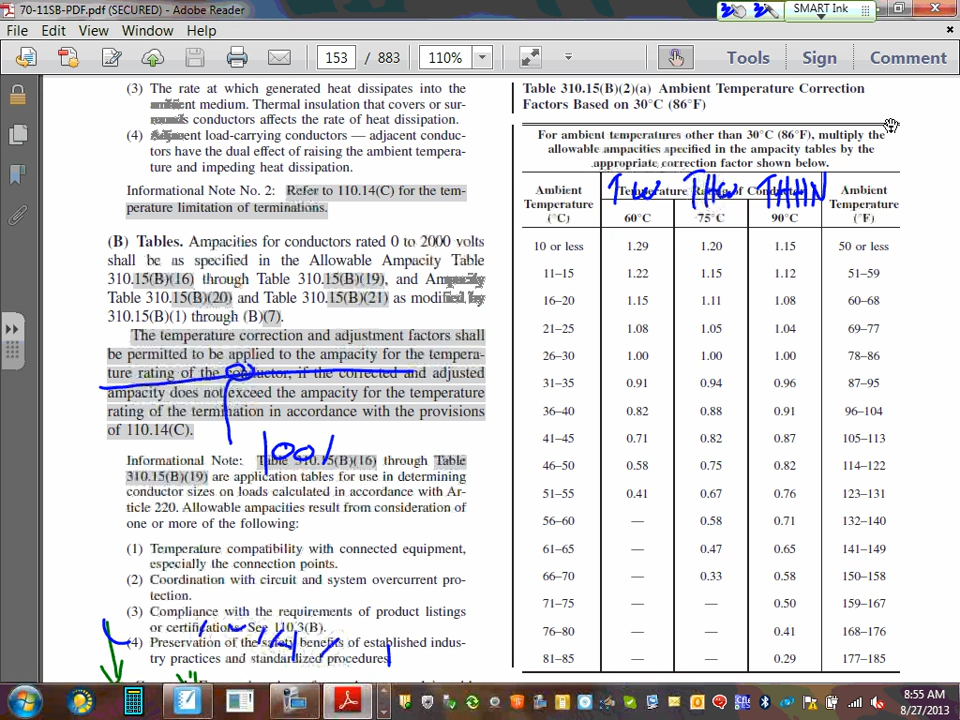 70-11SB-PDF.pdf (SECURED) - Adobe Reader
SMART Ink
File Edit View Window Help
153 / 883 110% Tools Sign Comment
(3) The rate at which generated heat dissipates into the
ambient medium. Thermal insulation that covers or sur-
rounds conductors affects the rate of heat dissipation.
(4) Adjacent load-carrying conductors — adjacent conduc-
tors have the dual effect of raising the ambient tempera-
ture and impeding heat dissipation.
Informational Note No. 2: Refer to 110.14(C) for the tem-
perature limitation of terminations.
(B) Tables. Ampacities for conductors rated 0 to 2000 volts
shall be as specified in the Allowable Ampacity Table
310.15(B)(16) through Table 310.15(B)(19), and Ampacity
Table 310.15(B)(20) and Table 310.15(B)(21) as modified by
310.15(B)(1) through (B)(7).
The temperature correction and adjustment factors shall
be permitted to be applied to the ampacity for the tempera-
ture rating of the conductor, if the corrected and adjusted
ampacity does not exceed the ampacity for the temperature
rating of the termination in accordance with the provisions
of 110.14(C).
100%
Informational Note: Table 310.15(B)(16) through Table
310.15(B)(19) are application tables for use in determining
conductor sizes on loads calculated in accordance with Ar-
ticle 220. Allowable ampacities result from consideration of
one or more of the following:
(1) Temperature compatibility with connected equipment,
especially the connection points.
(2) Coordination with circuit and system overcurrent pro-
tection.
(3) Compliance with the requirements of product listings
or certifications. See 110.3(B).
(4) Preservation of the safety benefits of established indus-
try practices and standardized procedures.
Table 310.15(B)(2)(a) Ambient Temperature Correction
Factors Based on 30°C (86°F)
For ambient temperatures other than 30°C (86°F), multiply the
allowable ampacities specified in the ampacity tables by the
appropriate correction factor shown below.
TW THW THHN
Ambient Temperature (°C) Temperature Rating of Conductor Ambient Temperature (°F)
60°C 75°C 90°C
10 or less 1.29 1.20 1.15 50 or less
11–15 1.22 1.15 1.12 51–59
16–20 1.15 1.11 1.08 60–68
21–25 1.08 1.05 1.04 69–77
26–30 1.00 1.00 1.00 78–86
31–35 0.91 0.94 0.96 87–95
36–40 0.82 0.88 0.91 96–104
41–45 0.71 0.82 0.87 105–113
46–50 0.58 0.75 0.82 114–122
51–55 0.41 0.67 0.76 123–131
56–60 — 0.58 0.71 132–140
61–65 — 0.47 0.65 141–149
66–70 — 0.33 0.58 150–158
71–75 — — 0.50 159–167
76–80 — — 0.41 168–176
81–85 — — 0.29 177–185
8:55 AM
8/27/2013